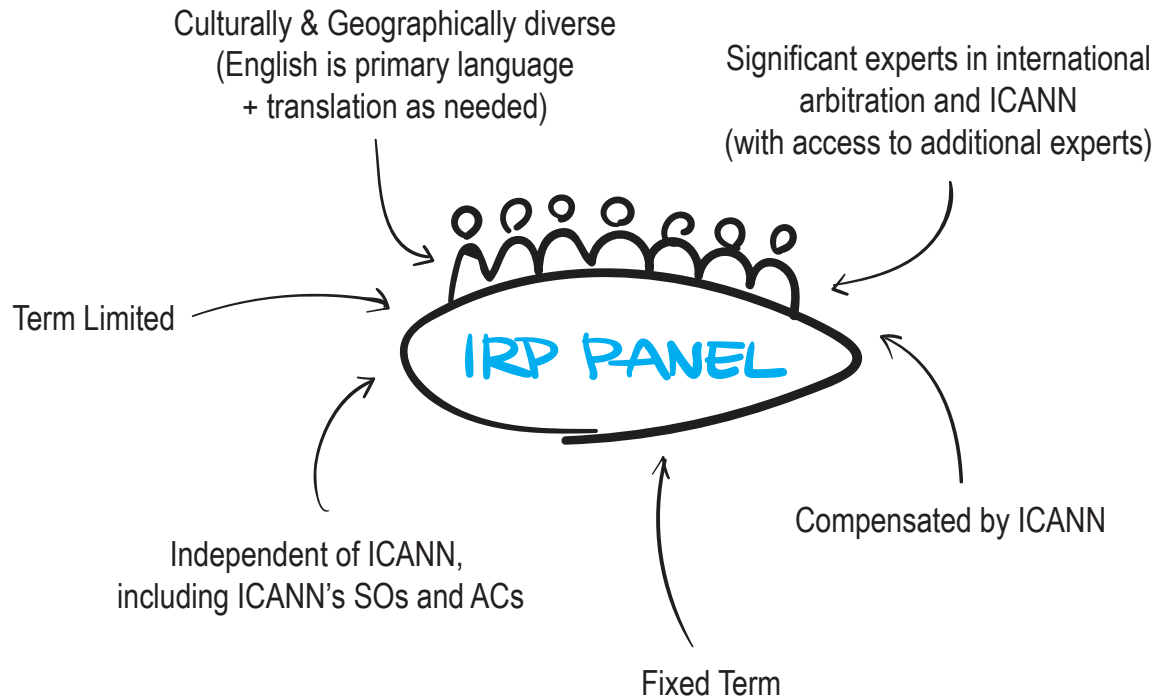 Culturally & Geographically diverse
(English is primary language
+ translation as needed)
Significant experts in international
arbitration and ICANN
(with access to additional experts)
Term Limited
IRP PANEL
Compensated by ICANN
Independent of ICANN,
including ICANN's SOs and ACs
Fixed Term